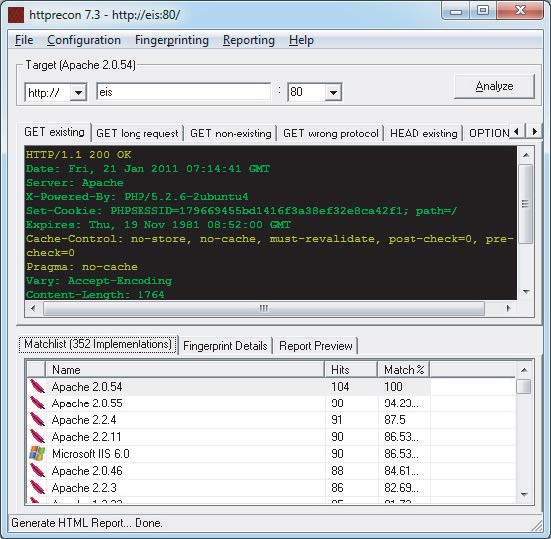 httprecon 7.3 - http://eis:80/
File Configuration Fingerprinting Reporting Help
Target (Apache 2.0.54)
http:// eis : 80 Analyze
GET existing GET long request GET non-existing GET wrong protocol HEAD existing OPTION
HTTP/1.1 200 OK
Date: Fri, 21 Jan 2011 07:14:41 GMT
Server: Apache
X-Powered-By: PHP/5.2.6-2ubuntu4
Set-Cookie: PHPSESSID=179669455bd1416f3a38ef32e8ca42f1; path=/
Expires: Thu, 19 Nov 1981 08:52:00 GMT
Cache-Control: no-store, no-cache, must-revalidate, post-check=0, pre-
check=0
Pragma: no-cache
Vary: Accept-Encoding
Content-Length: 1764
Matchlist (352 Implementations) Fingerprint Details Report Preview
Name Hits Match %
Apache 2.0.54 104 100
Apache 2.0.55 98 94.23...
Apache 2.2.4 91 87.5
Apache 2.2.11 90 86.53...
Microsoft IIS 6.0 90 86.53...
Apache 2.0.46 88 84.61...
Apache 2.2.3 86 82.69...
Generate HTML Report... Done.